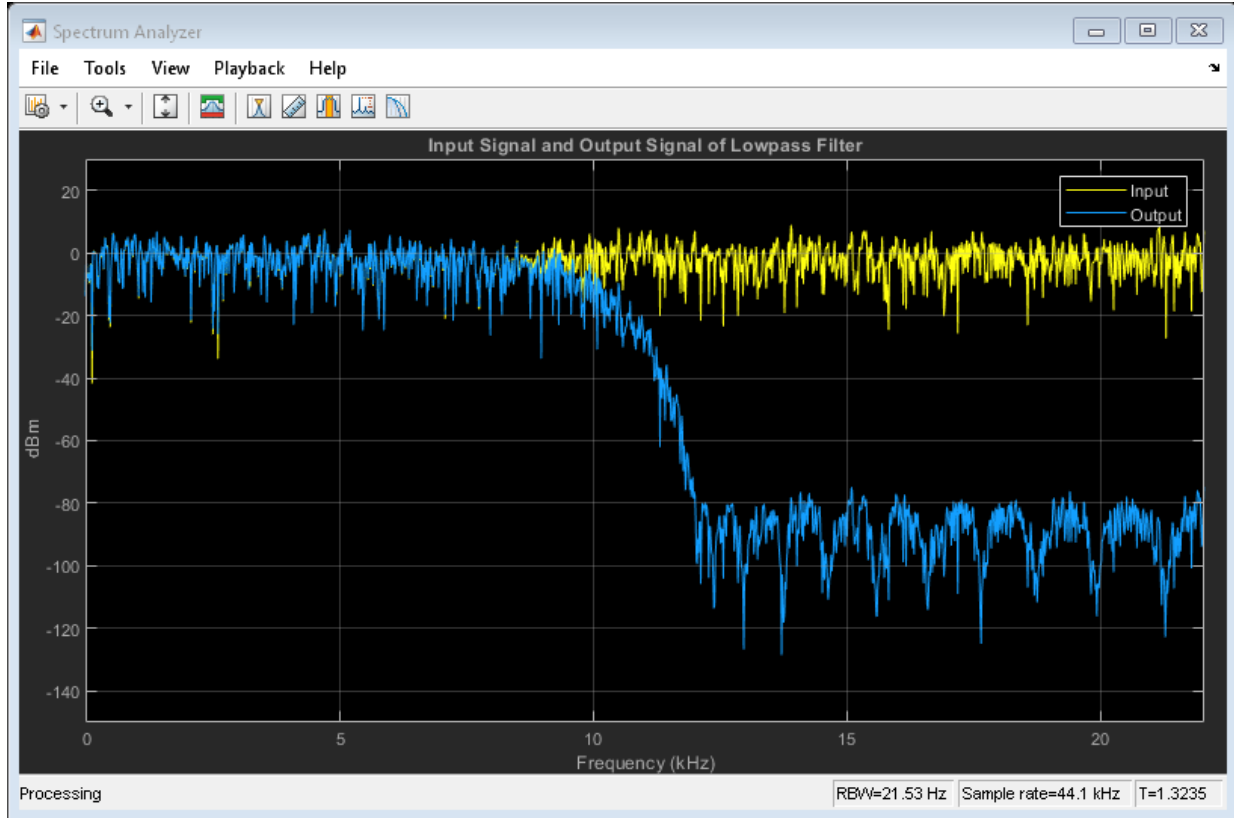 Spectrum Analyzer
File Tools View Playback Help
Input Signal and Output Signal of Lowpass Filter
Input
Output
20
0
-20
-40
-60
-80
-100
-120
-140
dBm
0 5 10 15 20
Frequency (kHz)
Processing RBW=21.53 Hz Sample rate=44.1 kHz T=1.3235